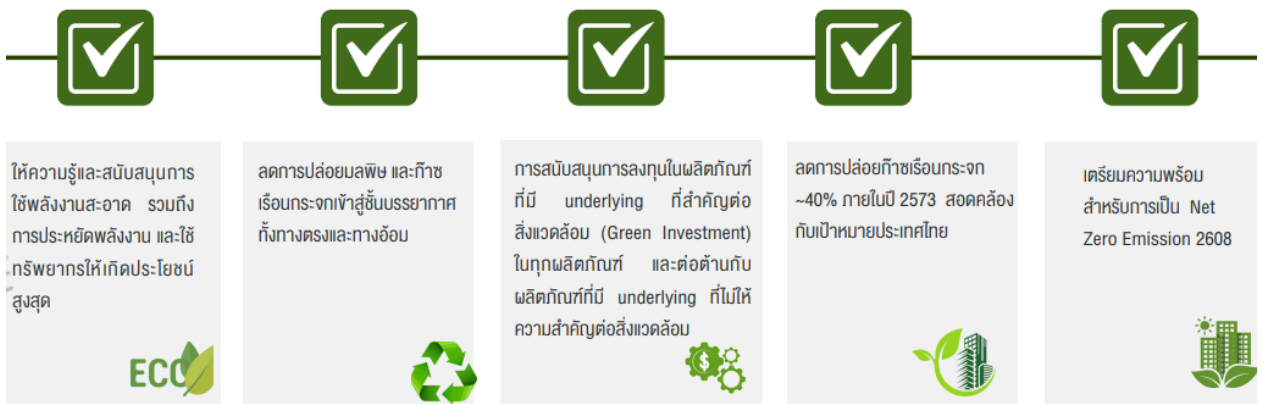 ให้ความรู้และสนับสนุนการ
ใช้พลังงานสะอาด รวมถึง
การประหยัดพลังงาน และใช้
ทรัพยากรให้เกิดประโยชน์
สูงสุด
ECO
ลดการปล่อยมลพิษ และก๊าซ
เรือนกระจกเข้าสู่ชั้นบรรยากาศ
ทั้งทางตรงและทางอ้อม
การสนับสนุนการลงทุนในผลิตภัณฑ์
ที่มี underlying ที่สำคัญต่อ
สิ่งแวดล้อม (Green Investment)
ในทุกผลิตภัณฑ์ และต่อต้านกับ
ผลิตภัณฑ์ที่มี underlying ที่ไม่ให้
ความสำคัญต่อสิ่งแวดล้อม
$
ลดการปล่อยก๊าซเรือนกระจก
~40% ภายในปี 2573 สอดคล้อง
กับเป้าหมายประเทศไทย
เตรียมความพร้อม
สำหรับการเป็น Net
Zero Emission 2608